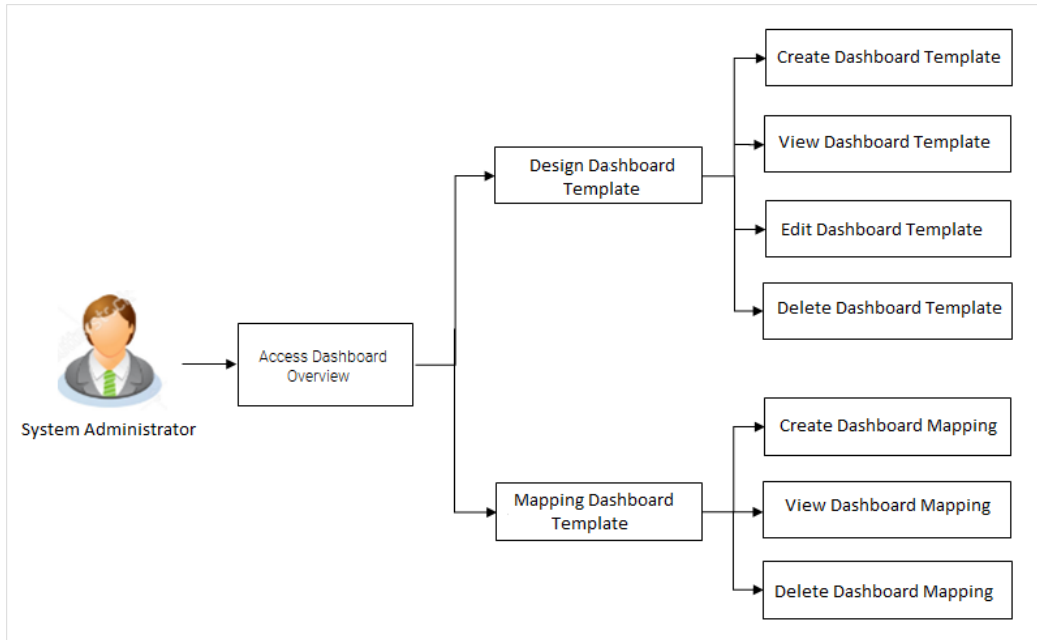 Create Dashboard Template
View Dashboard Template
Design Dashboard
Template
Edit Dashboard Template
Delete Dashboard Template
Access Dashboard
Overview
System Administrator
Create Dashboard Mapping
Mapping Dashboard
Template
View Dashboard Mapping
Delete Dashboard Mapping